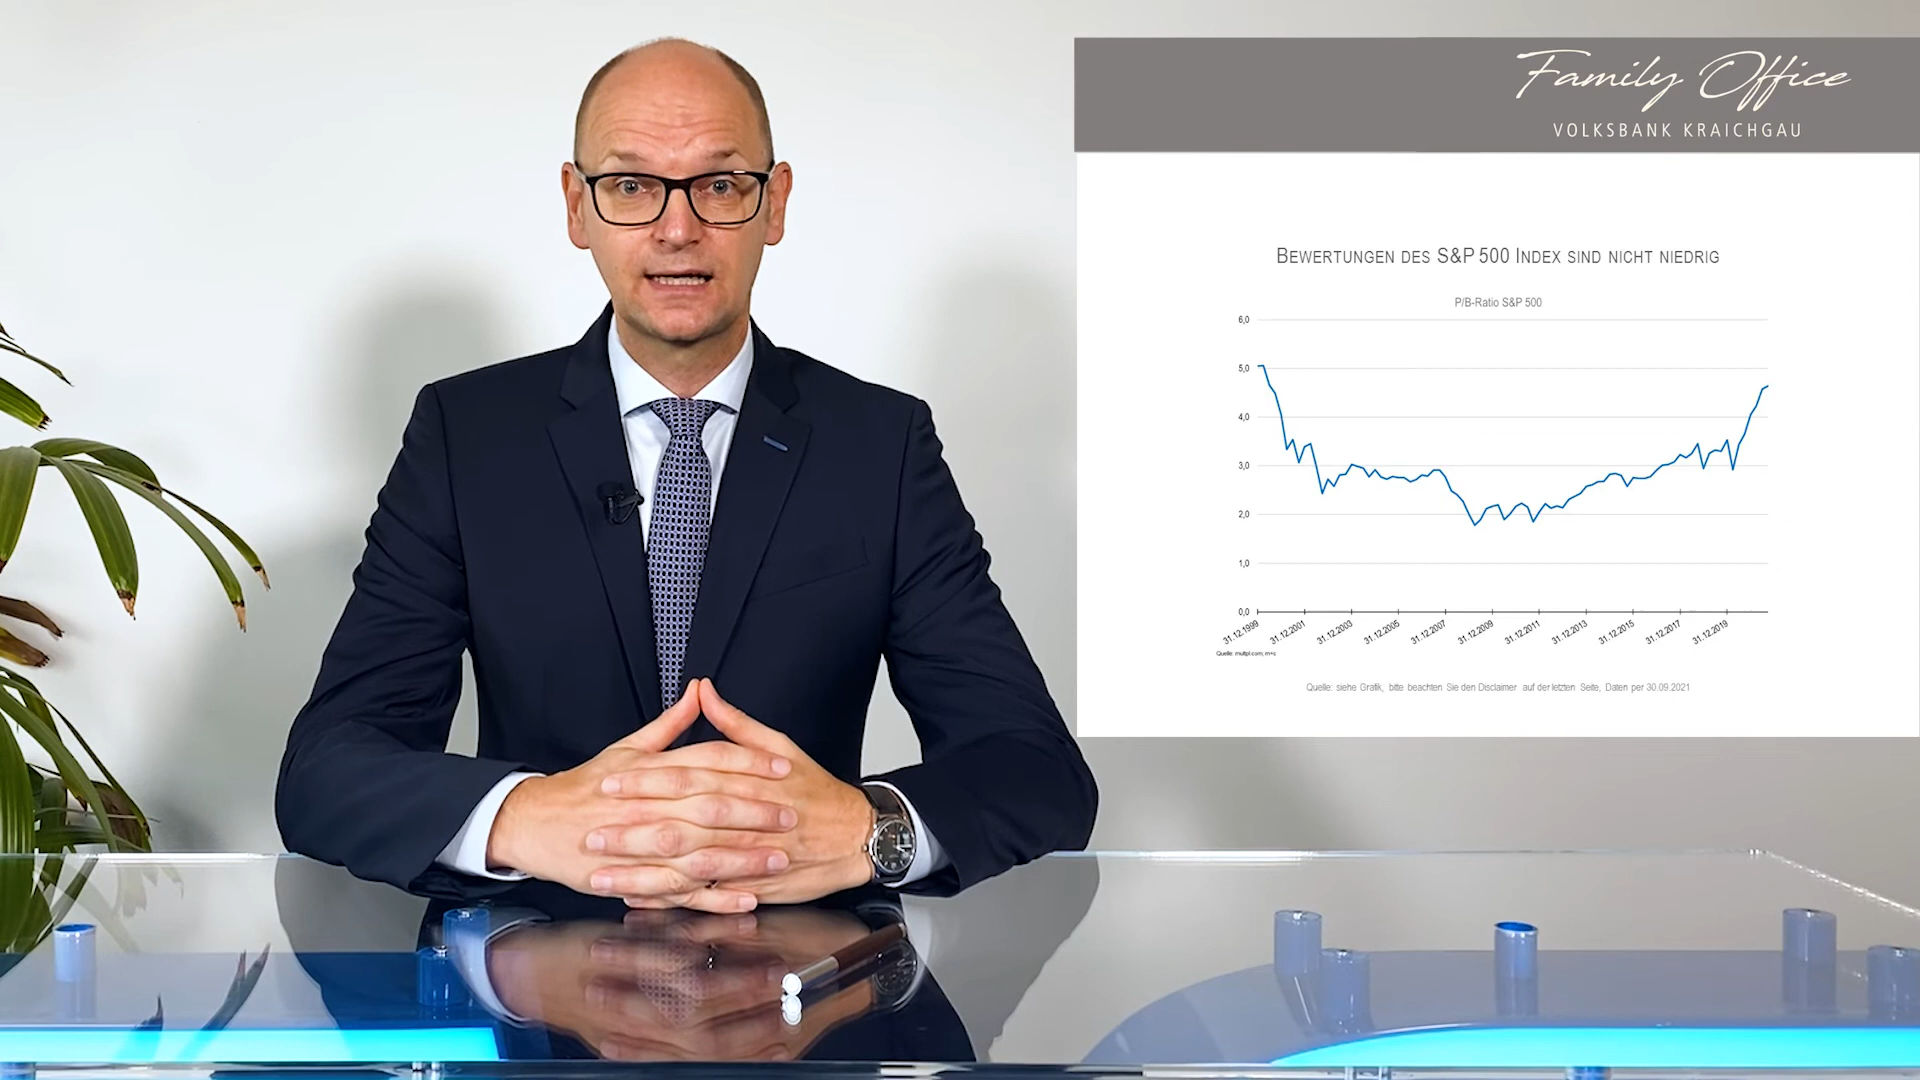 Family Office
VOLKSBANK KRAICHGAU
BEWERTUNGEN DES S&P 500 INDEX SIND NICHT NIEDRIG
P/B-Ratio S&P 500
6,0
5,0
4,0
3,0
2,0
1,0
0,0
31.12.1999 31.12.2001 31.12.2003 31.12.2005 31.12.2007 31.12.2009 31.12.2011 31.12.2013 31.12.2015 31.12.2017 31.12.2019
Quelle: multpl.com, m+c
Quelle: siehe Grafik, bitte beachten Sie den Disclaimer auf der letzten Seite, Daten per 30.09.2021